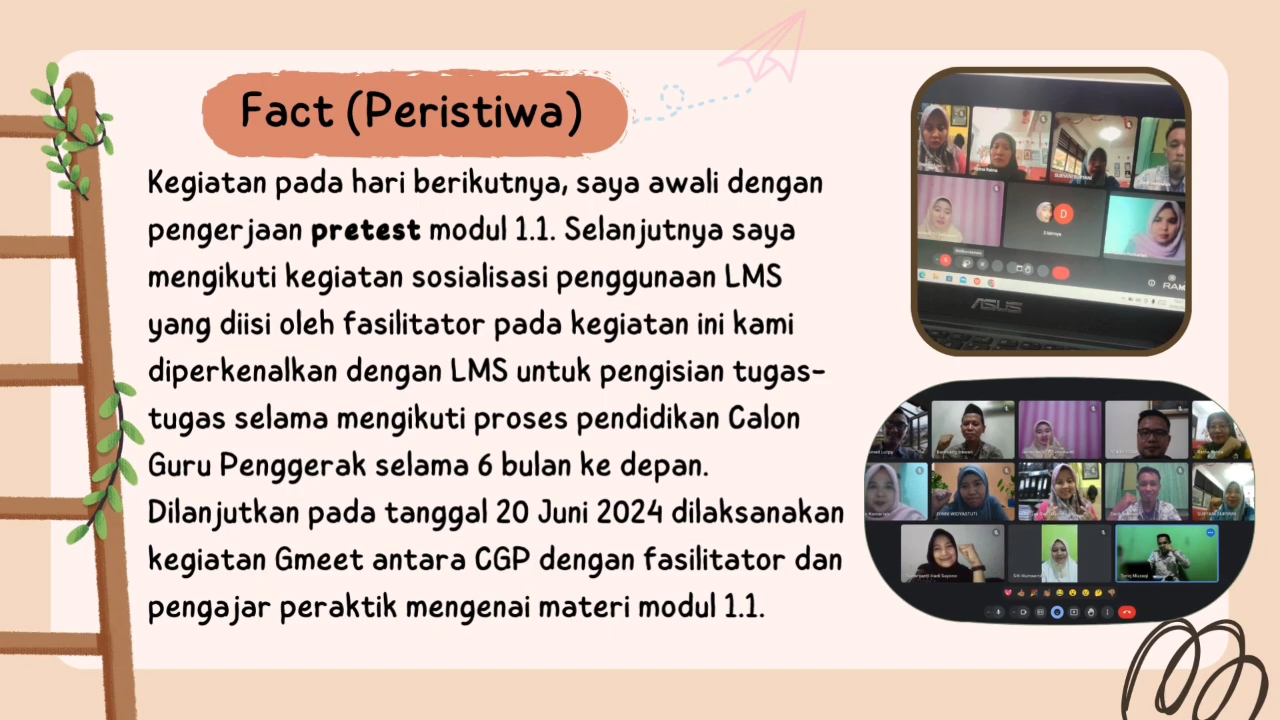 Fact (Peristiwa)
Kegiatan pada hari berikutnya, saya awali dengan
pengerjaan pretest modul 1.1. Selanjutnya saya
mengikuti kegiatan sosialisasi penggunaan LMS
yang diisi oleh fasilitator pada kegiatan ini kami
diperkenalkan dengan LMS untuk pengisian tugas-
tugas selama mengikuti proses pendidikan Calon
Guru Penggerak selama 6 bulan ke depan.
Dilanjutkan pada tanggal 20 Juni 2024 dilaksanakan
kegiatan Gmeet antara CGP dengan fasilitator dan
pengajar peraktik mengenai materi modul 1.1.
D
ASUS